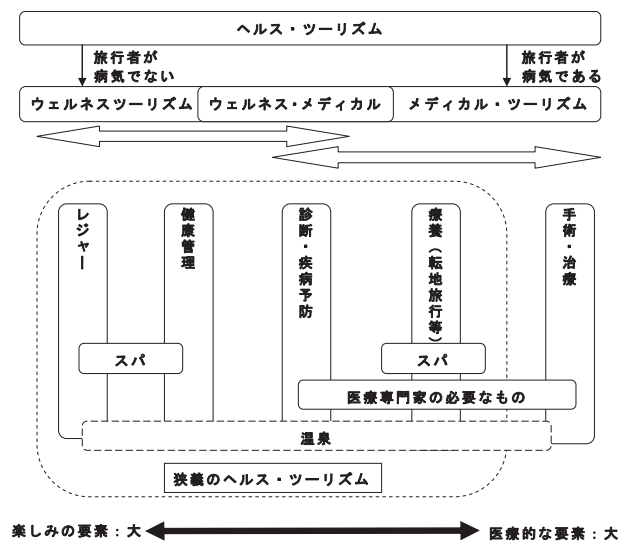 ヘルス・ツーリズム
旅行者が
病気でない
旅行者が
病気である
ウェルネスツーリズム
ウェルネス・メディカル
メディカル・ツーリズム
レジャー
健康管理
診断・疾病予防
療養（転地旅行等）
手術・治療
スパ
スパ
医療専門家の必要なもの
温泉
狭義のヘルス・ツーリズム
楽しみの要素：大
医療的な要素：大